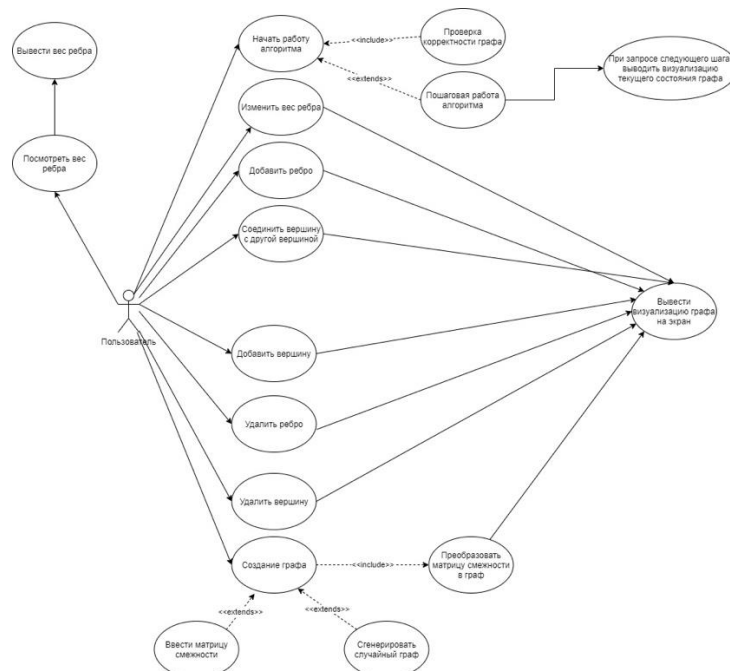 Вывести вес ребра
Посмотреть вес
ребра
Пользователь
Начать работу
алгоритма
<<include>>
Проверка
корректности графа
<<extends>>
Пошаговая работа
алгоритма
При запросе следующего шага
выводить визуализацию
текущего состояния графа
Изменить вес ребра
Добавить ребро
Соединить вершину
с другой вершиной
Вывести
визуализацию графа
на экран
Добавить вершину
Удалить ребро
Удалить вершину
Создание графа
<<include>>
Преобразовать
матрицу смежности
в граф
<<extends>>
<<extends>>
Ввести матрицу
смежности
Сгенерировать
случайный граф